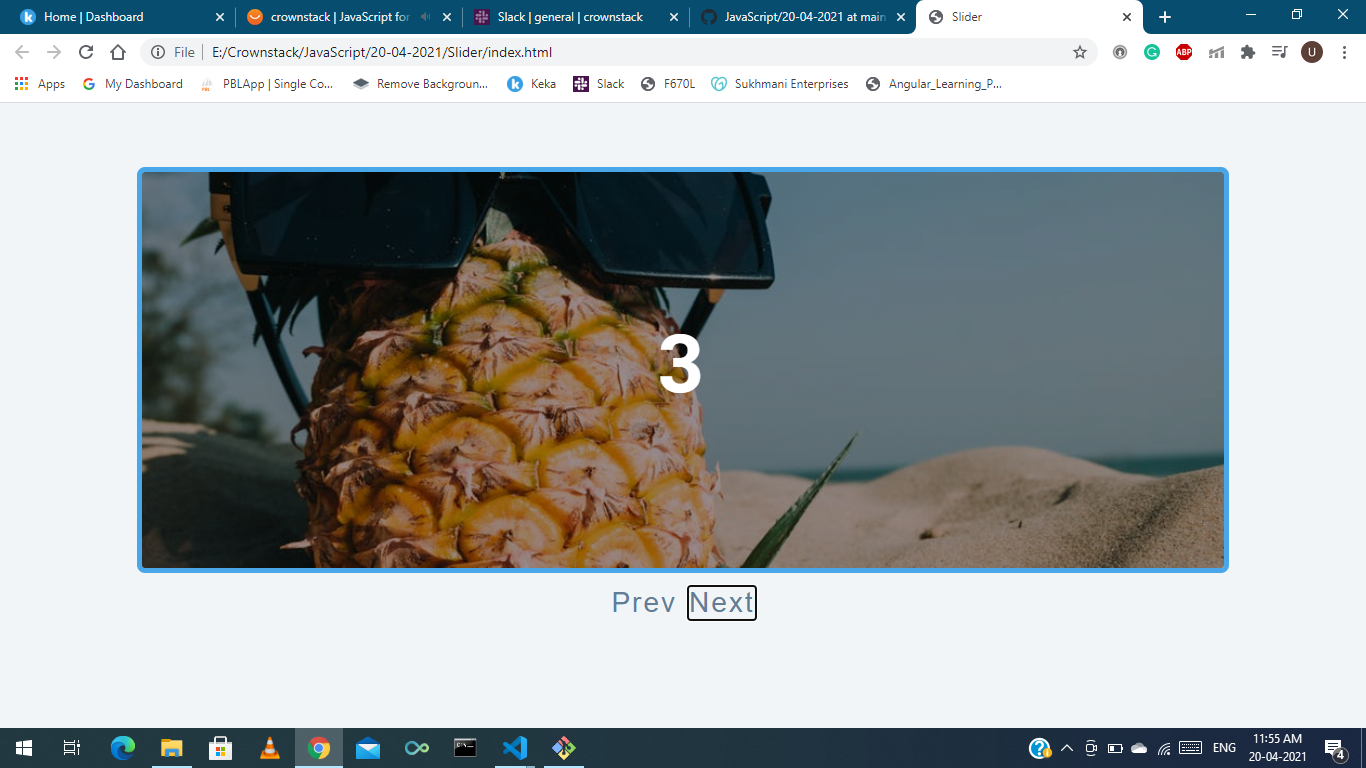 Home | Dashboard
crownstack | JavaScript for
Slack | general | crownstack
JavaScript/20-04-2021 at main
Slider
File
E:/Crownstack/JavaScript/20-04-2021/Slider/index.html
ABP
U
Apps
My Dashboard
PBLApp | Single Co...
Remove Backgroun...
Keka
Slack
F670L
Sukhmani Enterprises
Angular_Learning_P...
3
Prev Next
ENG
11:55 AM
20-04-2021
4